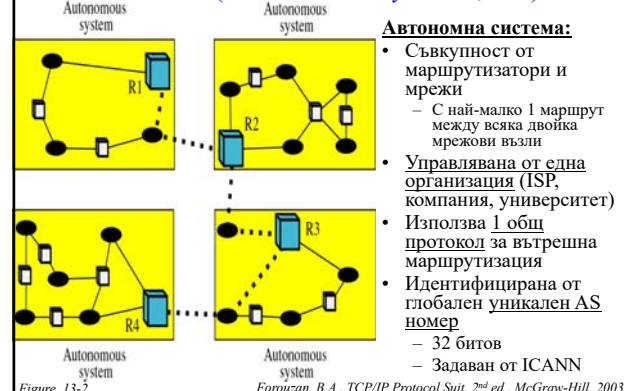 Autonomous
system
Autonomous
system
R1
R2
R3
R4
Autonomous
system
Autonomous
system
Figure 13-2
Автономна система:
• Съвкупност от
маршрутизатори и
мрежи
– С най-малко 1 маршрут
между всяка двойка
мрежови възли
• Управлявана от една
организация (ISP,
компания, университет)
• Използва 1 общ
протокол за вътрешна
маршрутизация
• Идентифицирана от
глобален уникален AS
номер
– 32 битов
– Задаван от ICANN
Forouzan, B.A., TCP/IP Protocol Suit, 2nd ed., McGraw-Hill, 2003